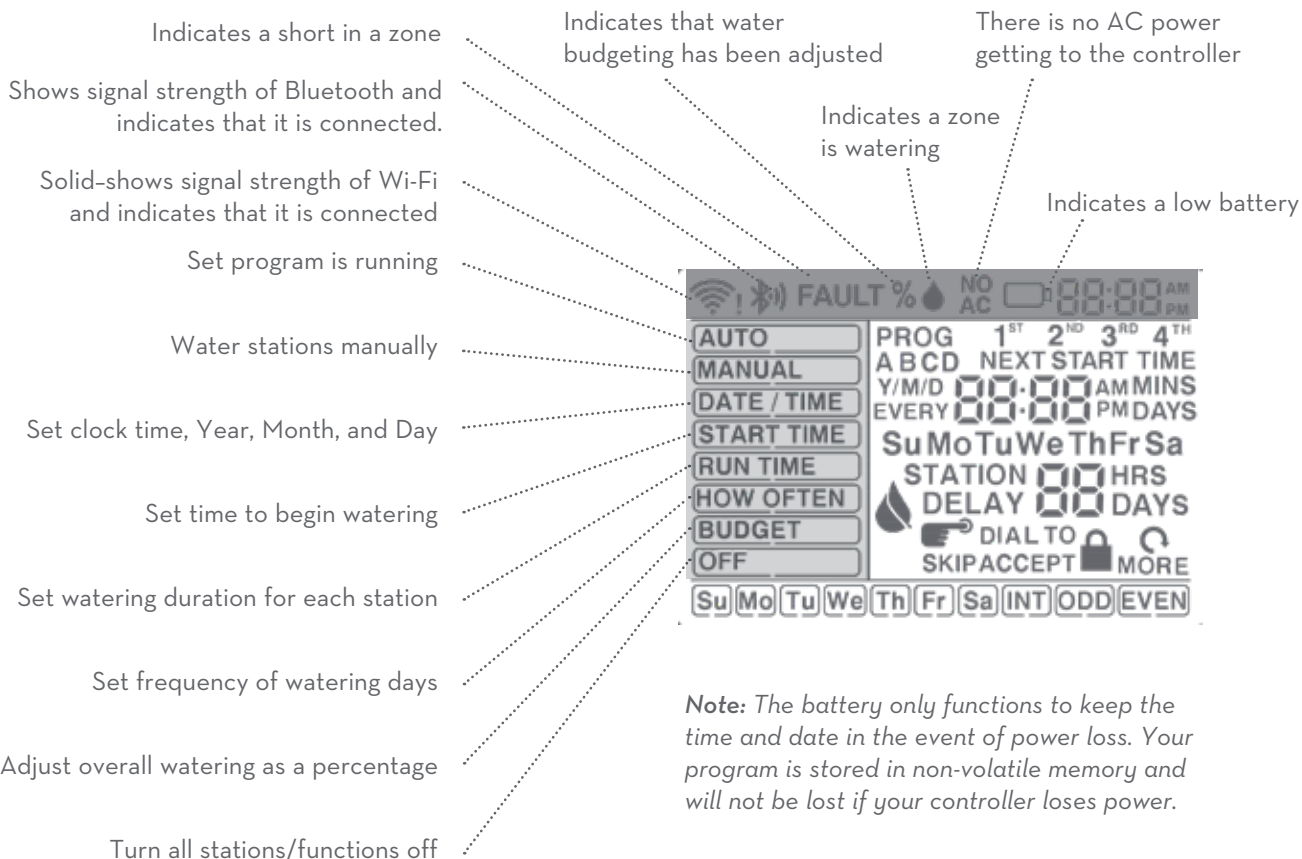 Indicates a short in a zone
Shows signal strength of Bluetooth and
indicates that it is connected.
Solid–shows signal strength of Wi-Fi
and indicates that it is connected
Set program is running
Water stations manually
Set clock time, Year, Month, and Day
Set time to begin watering
Set watering duration for each station
Set frequency of watering days
Adjust overall watering as a percentage
Turn all stations/functions off
Indicates that water
budgeting has been adjusted
Indicates a zone
is watering
There is no AC power
getting to the controller
Indicates a low battery
! FAULT % NO AC 88:88 AM PM
AUTO
MANUAL
DATE / TIME
START TIME
RUN TIME
HOW OFTEN
BUDGET
OFF
PROG 1ST 2ND 3RD 4TH
A B C D NEXT START TIME
Y/M/D 88:88 AM MINS
EVERY PM DAYS
Su Mo Tu We Th Fr Sa
STATION 88 HRS
DELAY DAYS
DIAL TO
SKIP ACCEPT MORE
Su Mo Tu We Th Fr Sa INT ODD EVEN
Note: The battery only functions to keep the
time and date in the event of power loss. Your
program is stored in non-volatile memory and
will not be lost if your controller loses power.